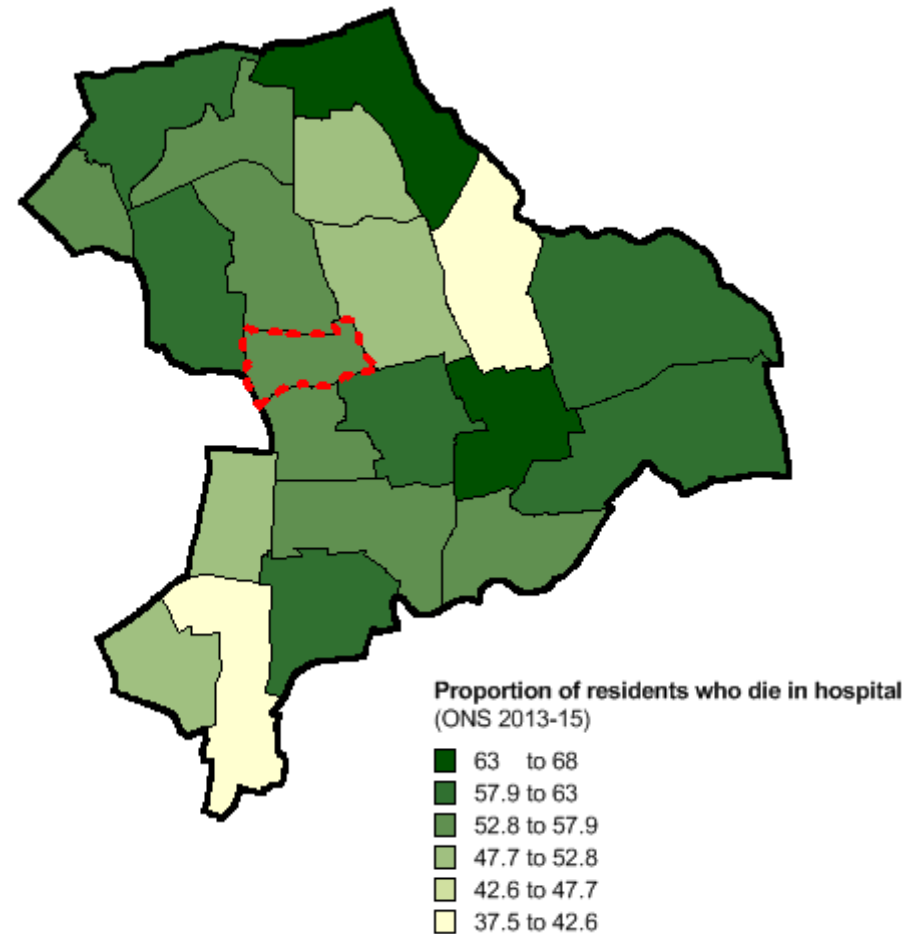 Proportion of residents who die in hospital
(ONS 2013-15)
63 to 68
57.9 to 63
52.8 to 57.9
47.7 to 52.8
42.6 to 47.7
37.5 to 42.6